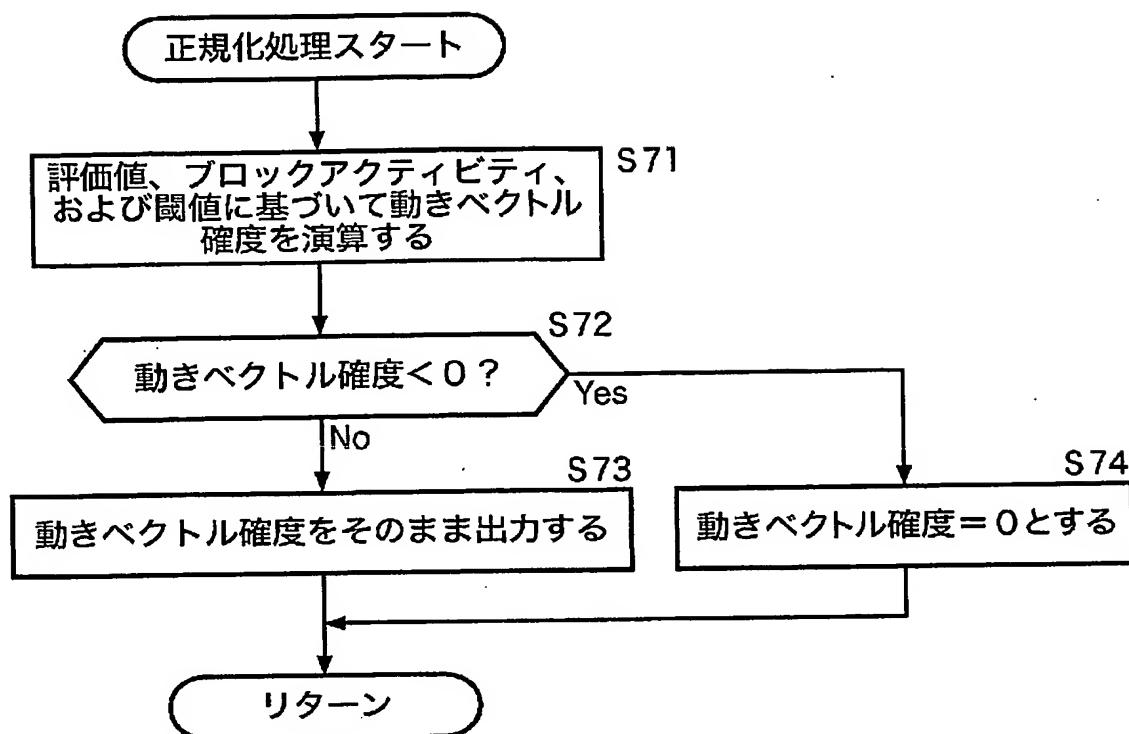 正規化処理スタート
S71
評価値、ブロックアクティビティ、
および閾値に基づいて動きベクトル
確度を演算する
S72
動きベクトル確度<0?
Yes
No
S73
動きベクトル確度をそのまま出力する
S74
動きベクトル確度=0とする
リターン